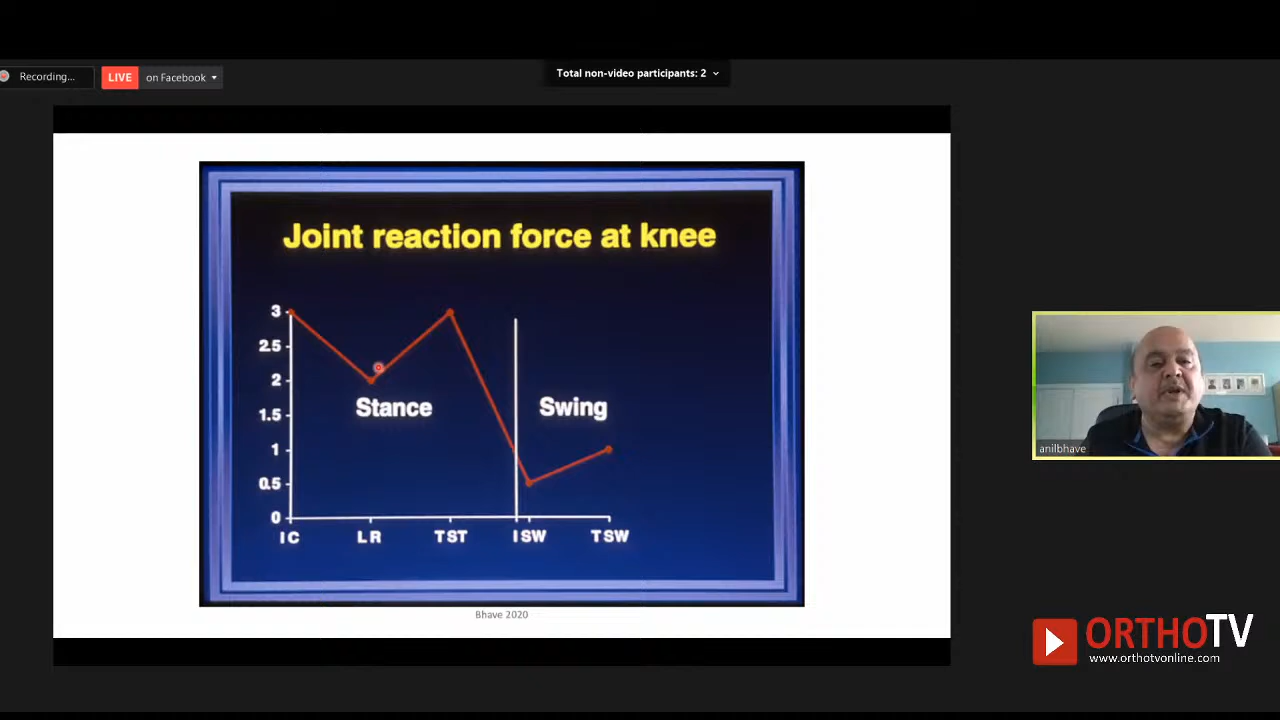 Recording...
LIVE on Facebook
Total non-video participants: 2
Joint reaction force at knee
3
2.5
2
1.5
1
0.5
0
Stance
Swing
IC LR TST ISW TSW
Bhave 2020
anilbhave
ORTHOTV
www.orthotvonline.com